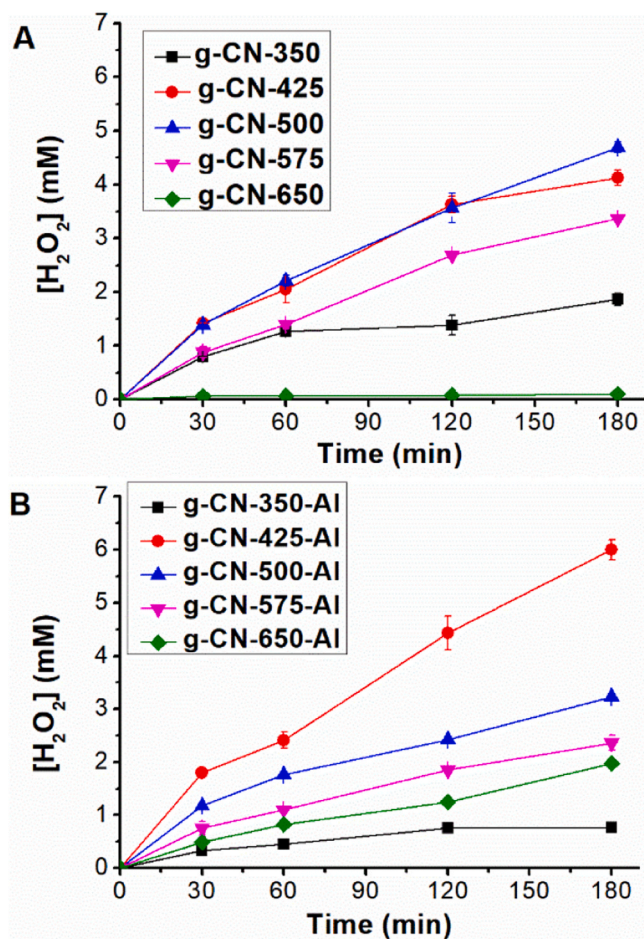 A
7
6
5
4
3
2
1
0
[H₂O₂] (mM)
g-CN-350
g-CN-425
g-CN-500
g-CN-575
g-CN-650
0 30 60 90 120 150 180
Time (min)
B
7
6
5
4
3
2
1
0
[H₂O₂] (mM)
g-CN-350-Al
g-CN-425-Al
g-CN-500-Al
g-CN-575-Al
g-CN-650-Al
0 30 60 90 120 150 180
Time (min)